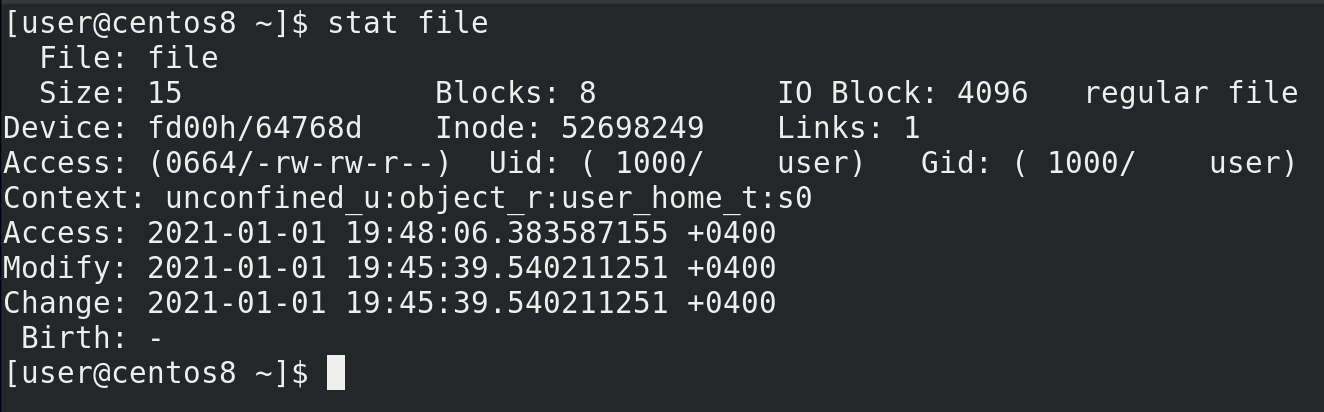 [user@centos8 ~]$ stat file
  File: file
  Size: 15              Blocks: 8          IO Block: 4096   regular file
Device: fd00h/64768d    Inode: 52698249    Links: 1
Access: (0664/-rw-rw-r--)  Uid: ( 1000/    user)   Gid: ( 1000/    user)
Context: unconfined_u:object_r:user_home_t:s0
Access: 2021-01-01 19:48:06.383587155 +0400
Modify: 2021-01-01 19:45:39.540211251 +0400
Change: 2021-01-01 19:45:39.540211251 +0400
 Birth: -
[user@centos8 ~]$